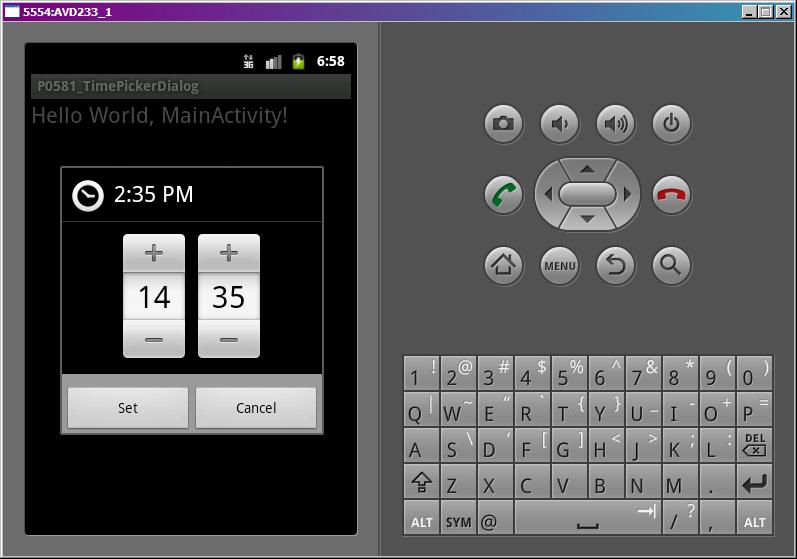 5554:AVD233_1
3G 6:58
P0581_TimePickerDialog
Hello World, MainActivity!
2:35 PM
+ +
14 35
− −
Set Cancel
MENU
1 ! 2 @ 3 # 4 $ 5 % 6 ^ 7 & 8 * 9 ( 0 )
Q | W ~ E “ R ` T { Y } U _ I - O + P =
A S \ D ‘ F [ G ] H < J > K ; L : DEL
Z X C V B N M .
ALT SYM @ / ? , ALT